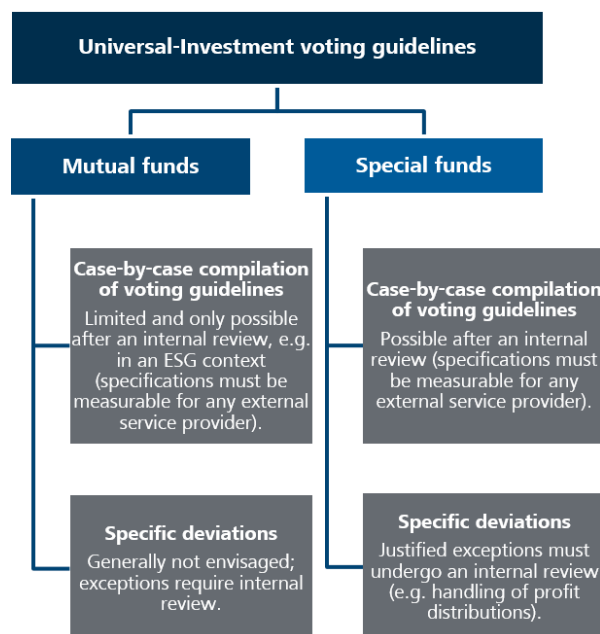 Universal-Investment voting guidelines
Mutual funds
Case-by-case compilation
of voting guidelines
Limited and only possible
after an internal review, e.g.
in an ESG context
(specifications must be
measurable for any external
service provider).
Specific deviations
Generally not envisaged;
exceptions require internal
review.
Special funds
Case-by-case compilation
of voting guidelines
Possible after an internal
review (specifications must
be measurable for any
external service provider).
Specific deviations
Justified exceptions must
undergo an internal review
(e.g. handling of profit
distributions).